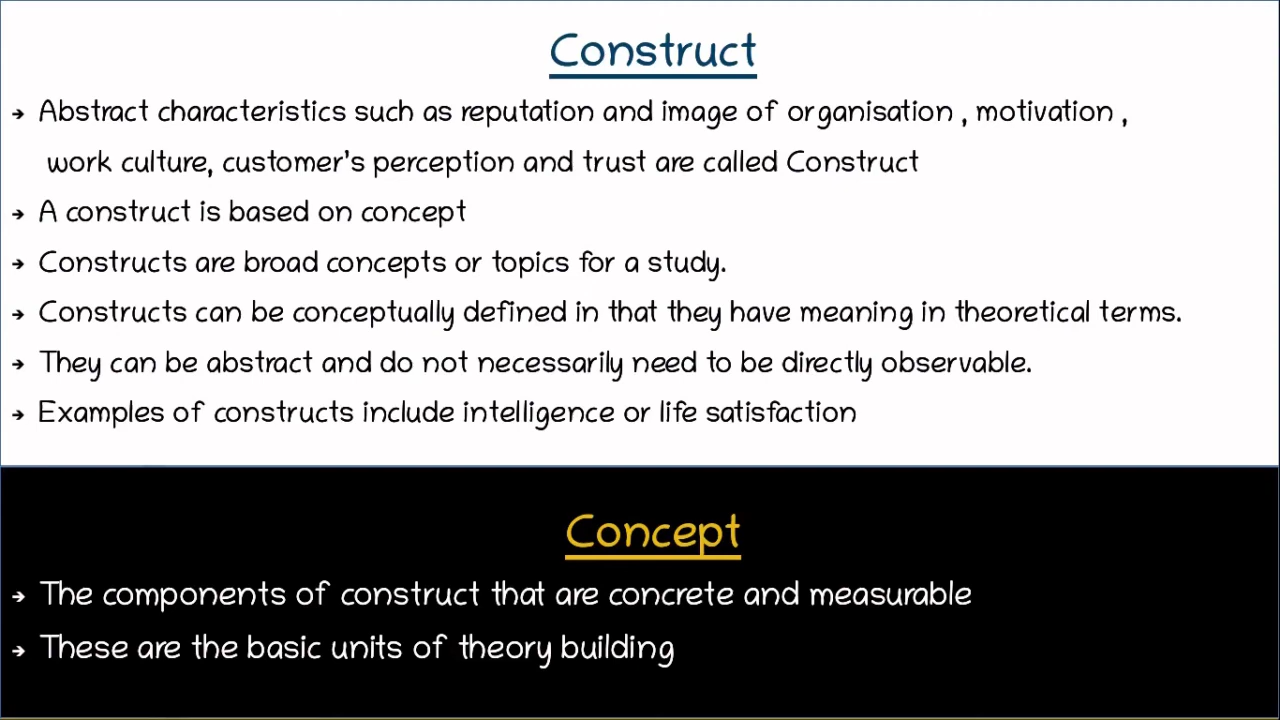 Construct
→ Abstract characteristics such as reputation and image of organisation , motivation ,
work culture, customer's perception and trust are called Construct
→ A construct is based on concept
→ Constructs are broad concepts or topics for a study.
→ Constructs can be conceptually defined in that they have meaning in theoretical terms.
→ They can be abstract and do not necessarily need to be directly observable.
→ Examples of constructs include intelligence or life satisfaction
Concept
→ The components of construct that are concrete and measurable
→ These are the basic units of theory building